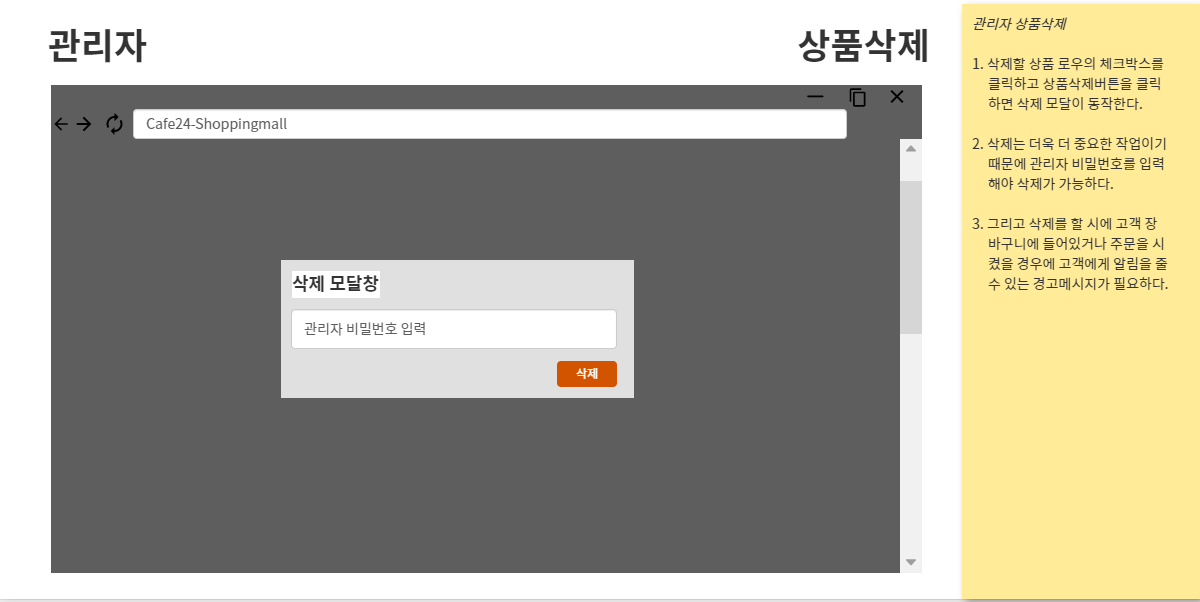 관리자
상품삭제
Cafe24-Shoppingmall
삭제 모달창
관리자 비밀번호 입력
삭제
관리자 상품삭제
1. 삭제할 상품 로우의 체크박스를
클릭하고 상품삭제버튼을 클릭
하면 삭제 모달이 동작한다.
2. 삭제는 더욱 더 중요한 작업이기
때문에 관리자 비밀번호를 입력
해야 삭제가 가능하다.
3. 그리고 삭제를 할 시에 고객 장
바구니에 들어있거나 주문을 시
켰을 경우에 고객에게 알림을 줄
수 있는 경고메시지가 필요하다.